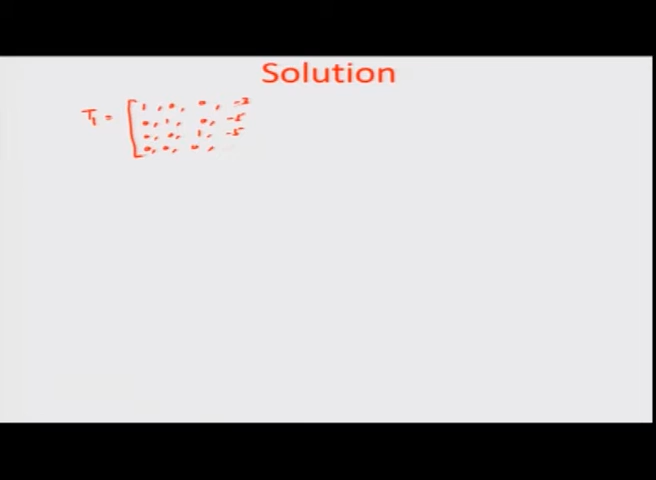 Solution
T₁ = [ 1, 0, 0, -3
0, 1, 0, -5
0, 0, 1, -5
0, 0, 0,